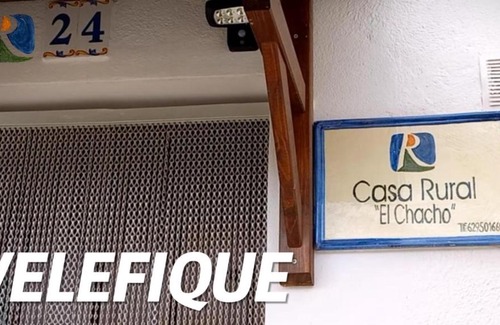 24
R
Casa Rural
"El Chacho"
VELEFIQUE